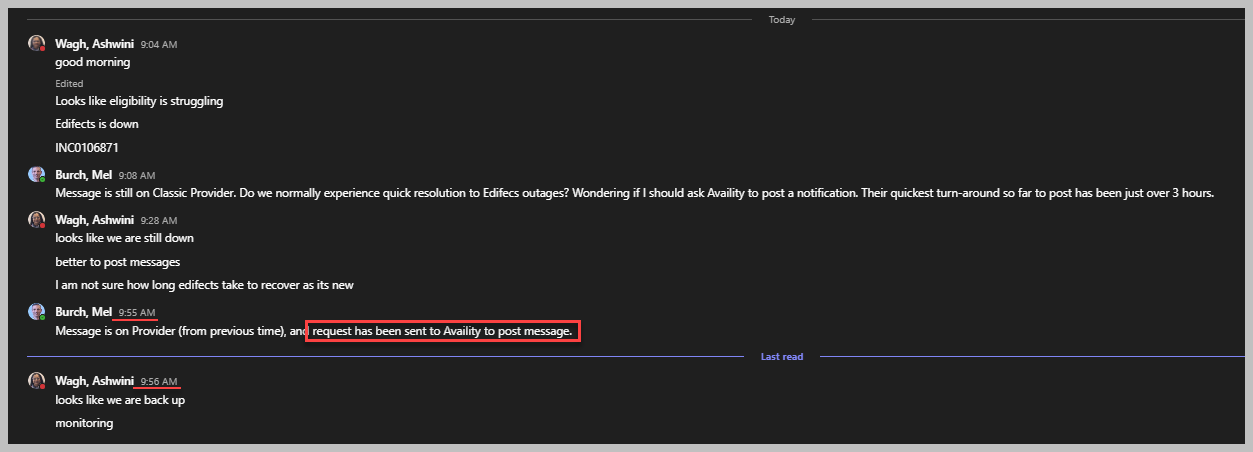 Today
Wagh, Ashwini 9:04 AM
good morning
Edited
Looks like eligibility is struggling
Edifects is down
INC0106871
Burch, Mel 9:08 AM
Message is still on Classic Provider. Do we normally experience quick resolution to Edifecs outages? Wondering if I should ask Availity to post a notification. Their quickest turn-around so far to post has been just over 3 hours.
Wagh, Ashwini 9:28 AM
looks like we are still down
better to post messages
I am not sure how long edifects take to recover as its new
Burch, Mel 9:55 AM
Message is on Provider (from previous time), and request has been sent to Availity to post message.
Last read
Wagh, Ashwini 9:56 AM
looks like we are back up
monitoring